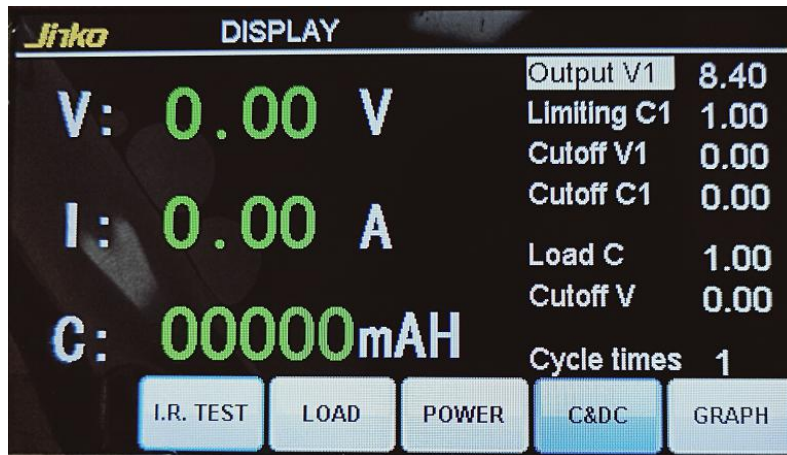 Jinko DISPLAY
V: 0.00 V
I: 0.00 A
C: 00000mAH
Output V1 8.40
Limiting C1 1.00
Cutoff V1 0.00
Cutoff C1 0.00
Load C 1.00
Cutoff V 0.00
Cycle times 1
I.R. TEST LOAD POWER C&DC GRAPH